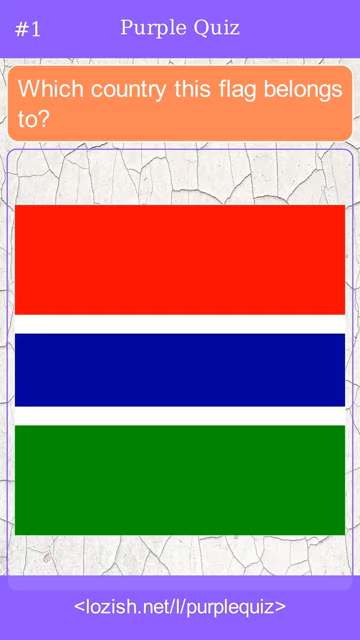 #1
Purple Quiz
Which country this flag belongs
to?
<lozish.net/l/purplequiz>